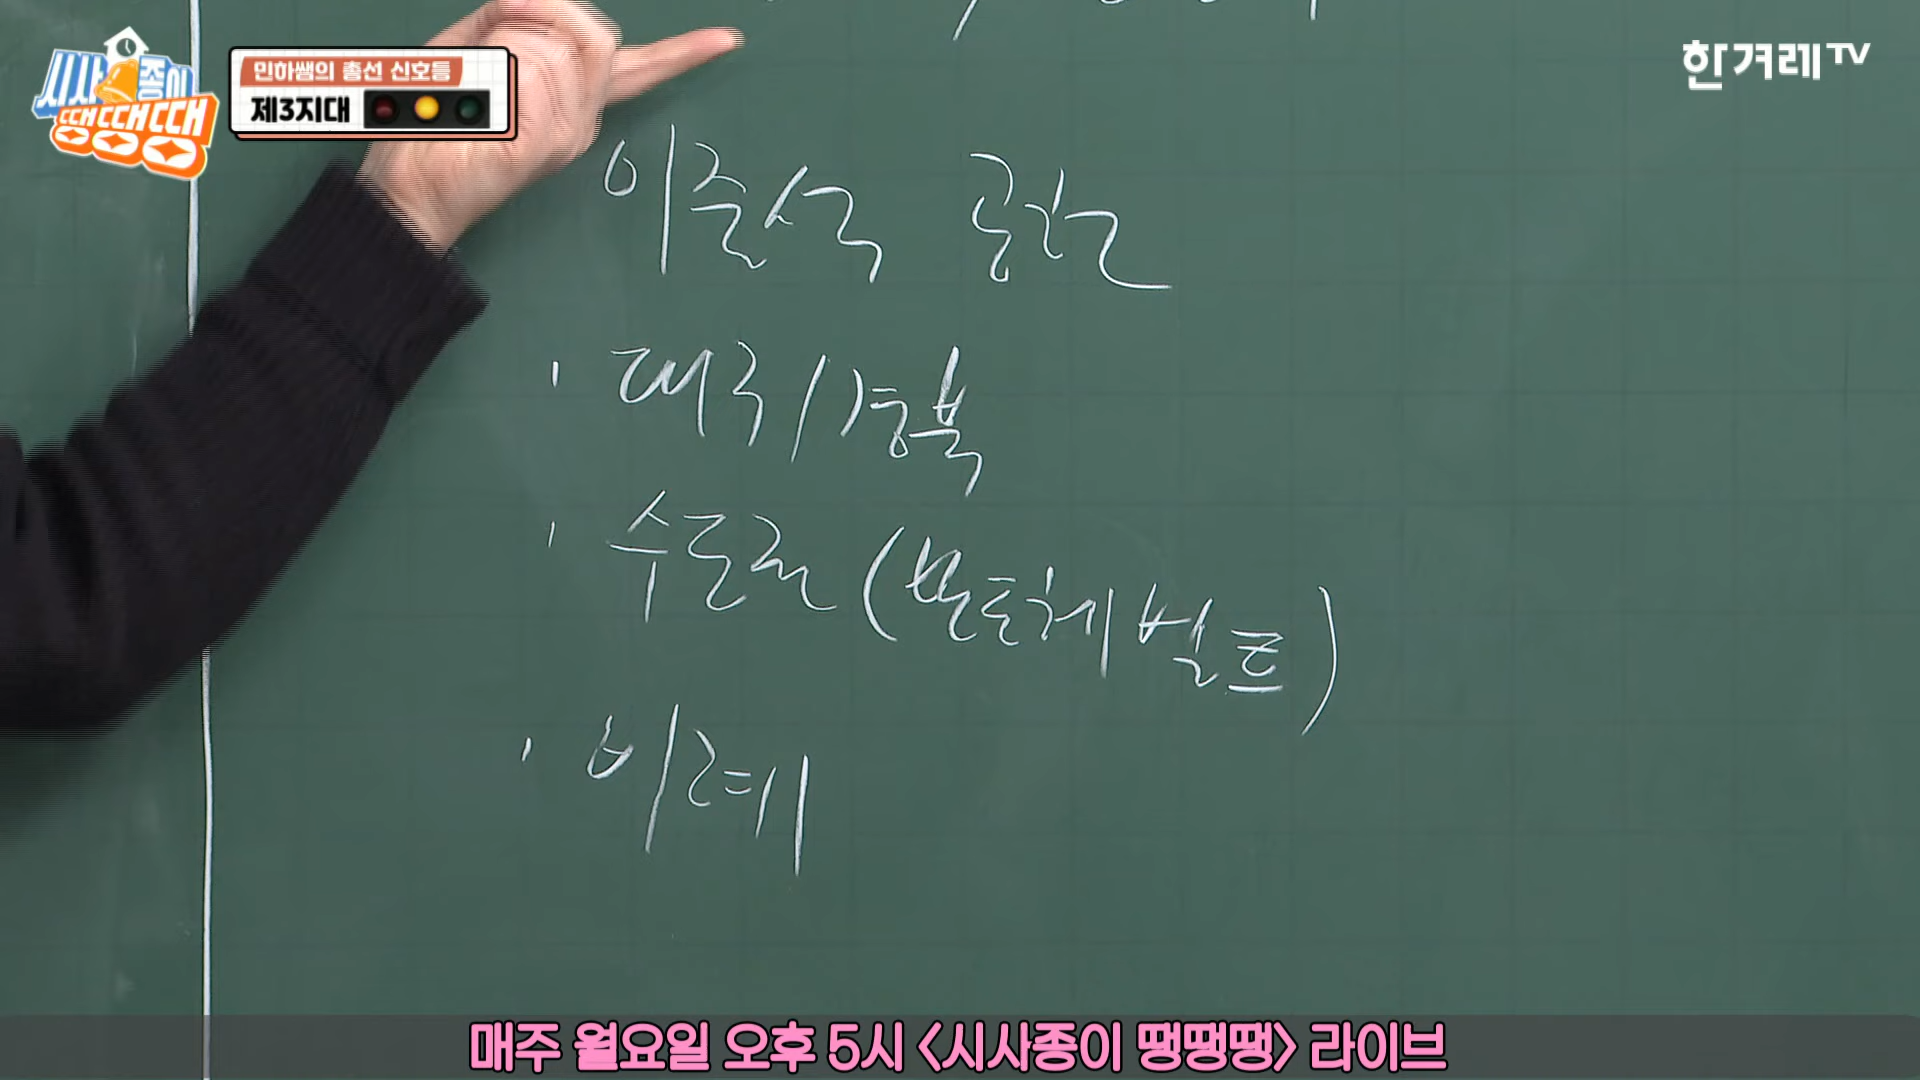 시사종이
땡땡땡
민하쌤의 총선 신호등
제3지대
한겨레TV
이준석 공간
· 대구/경북
· 수도권 (반도체벨트)
· 비례
매주 월요일 오후 5시 <시사종이 땡땡땡> 라이브